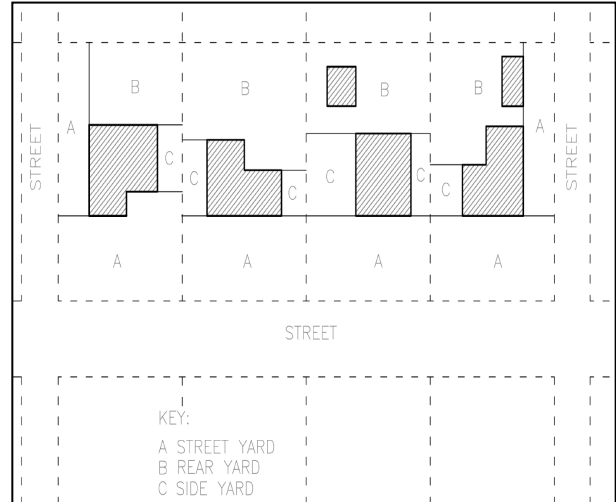 B B B B
STREET A C C C C C C A STREET
A A A A
STREET
KEY:
A STREET YARD
B REAR YARD
C SIDE YARD